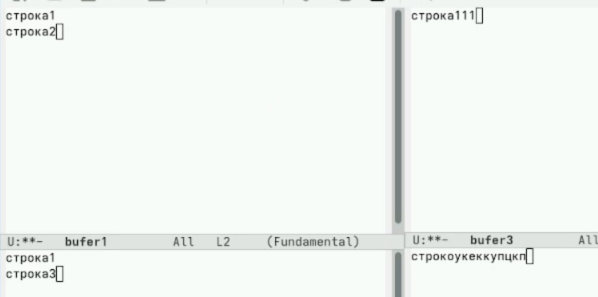 строка1
строка2
U:**-  bufer1  All  L2  (Fundamental)
строка1
строка3
строка111
U:**-  bufer3  All
строкоукеккупцкп